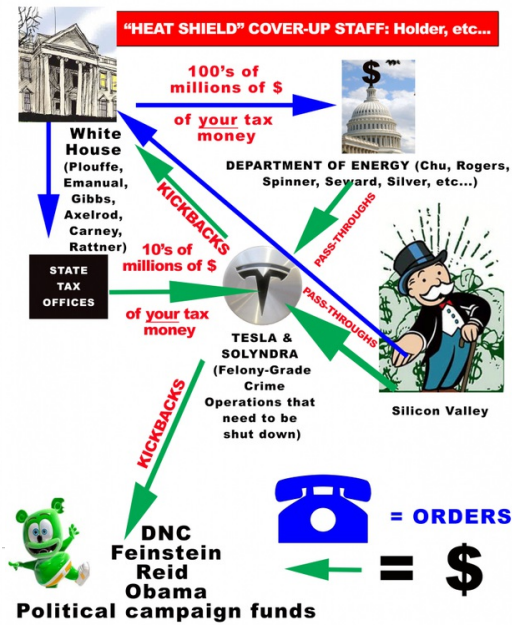 "HEAT SHIELD" COVER-UP STAFF: Holder, etc...
100's of
millions of $
of your tax
money
$
White
House
(Plouffe,
Emanual,
Gibbs,
Axelrod,
Carney,
Rattner)
DEPARTMENT OF ENERGY (Chu, Rogers,
Spinner, Seward, Silver, etc...)
KICKBACKS
PASS-THROUGHS
STATE
TAX
OFFICES
10's of
millions of $
of your tax
money
PASS-THROUGHS
TESLA &
SOLYNDRA
(Felony-Grade
Crime
Operations that
need to be
shut down)
Silicon Valley
KICKBACKS
= ORDERS
= $
DNC
Feinstein
Reid
Obama
Political campaign funds